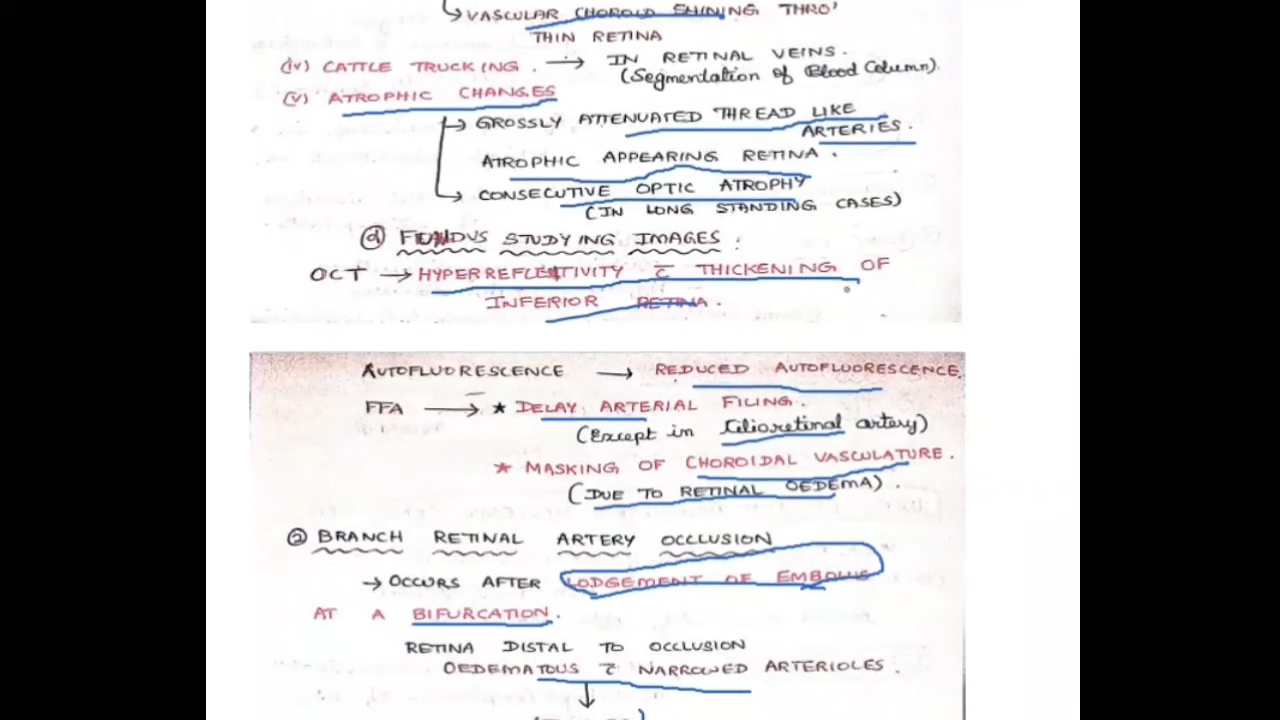 ↳ VASCULAR CHOROID SHINING THRO'
THIN RETINA
(iv) CATTLE TRUCKING. → IN RETINAL VEINS.
(Segmentation of Blood Column).
(v) ATROPHIC CHANGES
→ GROSSLY ATTENUATED THREAD LIKE
ARTERIES.
ATROPHIC APPEARING RETINA.
→ CONSECUTIVE OPTIC ATROPHY
(IN LONG STANDING CASES)
(d) FUNDUS STUDYING IMAGES :
OCT → HYPERREFLECTIVITY c̄ THICKENING OF
INFERIOR RETINA.
AUTOFLUORESCENCE → REDUCED AUTOFLUORESCENCE.
FFA → * DELAY ARTERIAL FILING.
(Except in Cilioretinal artery)
* MASKING OF CHOROIDAL VASCULATURE.
(DUE TO RETINAL OEDEMA).
② BRANCH RETINAL ARTERY OCCLUSION
→ OCCURS AFTER LODGEMENT OF EMBOLUS
AT A BIFURCATION.
RETINA DISTAL TO OCCLUSION
OEDEMATOUS c̄ NARROWED ARTERIOLES.